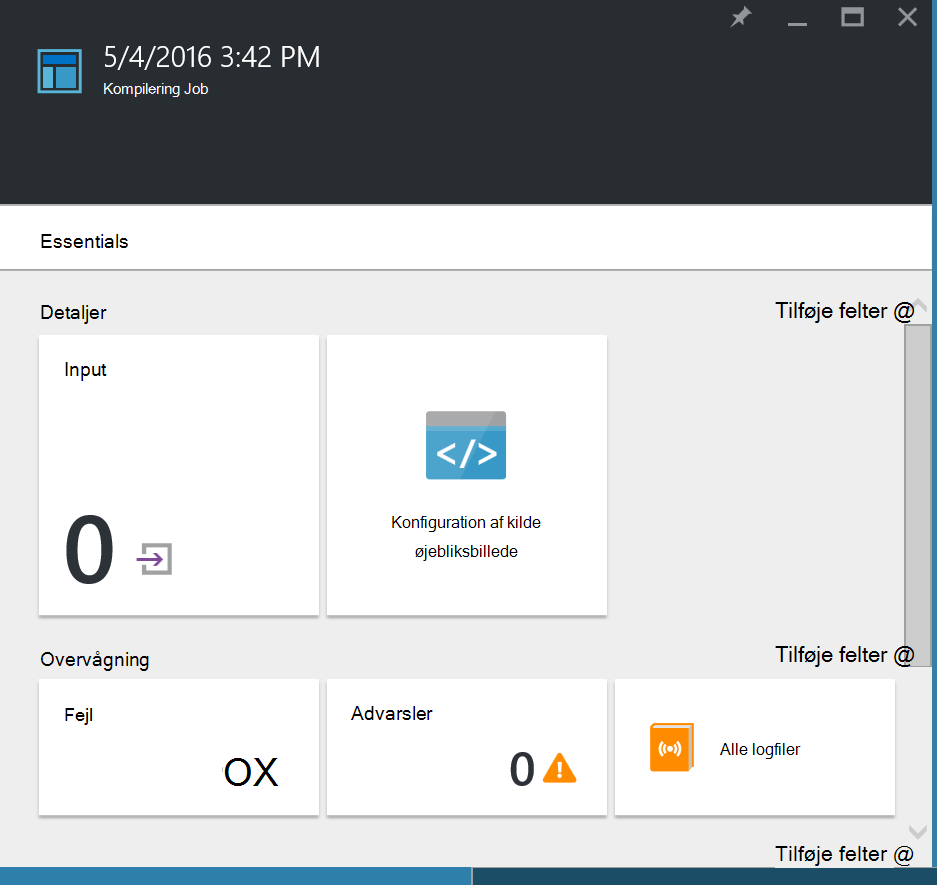 5/4/2016 3:42 PM
Kompilering Job
Essentials
Detaljer
Tilføje felter @
Input
0
</>
Konfiguration af kilde
øjebliksbillede
Overvågning
Tilføje felter @
Fejl
OX
Advarsler
0
Alle logfiler
Tilføje felter @